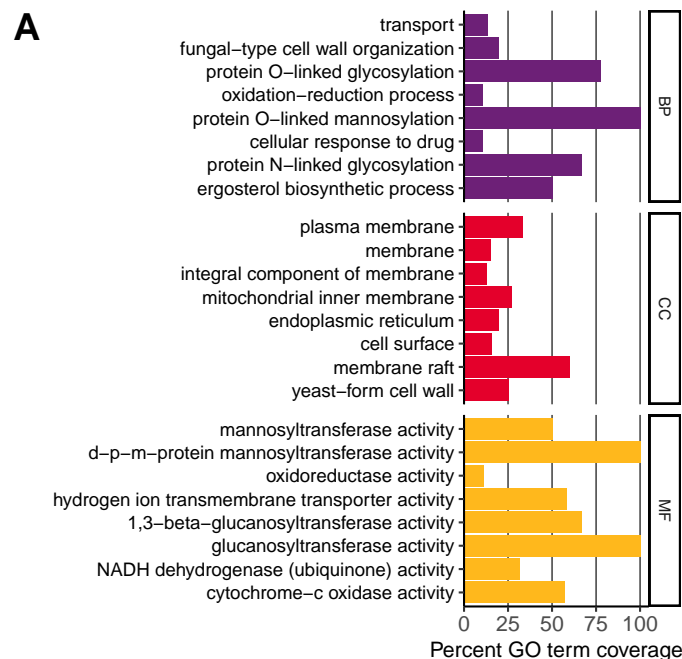 A
transport
fungal–type cell wall organization
protein O–linked glycosylation
oxidation–reduction process
protein O–linked mannosylation
cellular response to drug
protein N–linked glycosylation
ergosterol biosynthetic process
BP
plasma membrane
membrane
integral component of membrane
mitochondrial inner membrane
endoplasmic reticulum
cell surface
membrane raft
yeast–form cell wall
CC
mannosyltransferase activity
d–p–m–protein mannosyltransferase activity
oxidoreductase activity
hydrogen ion transmembrane transporter activity
1,3–beta–glucanosyltransferase activity
glucanosyltransferase activity
NADH dehydrogenase (ubiquinone) activity
cytochrome–c oxidase activity
MF
0 25 50 75 100
Percent GO term coverage